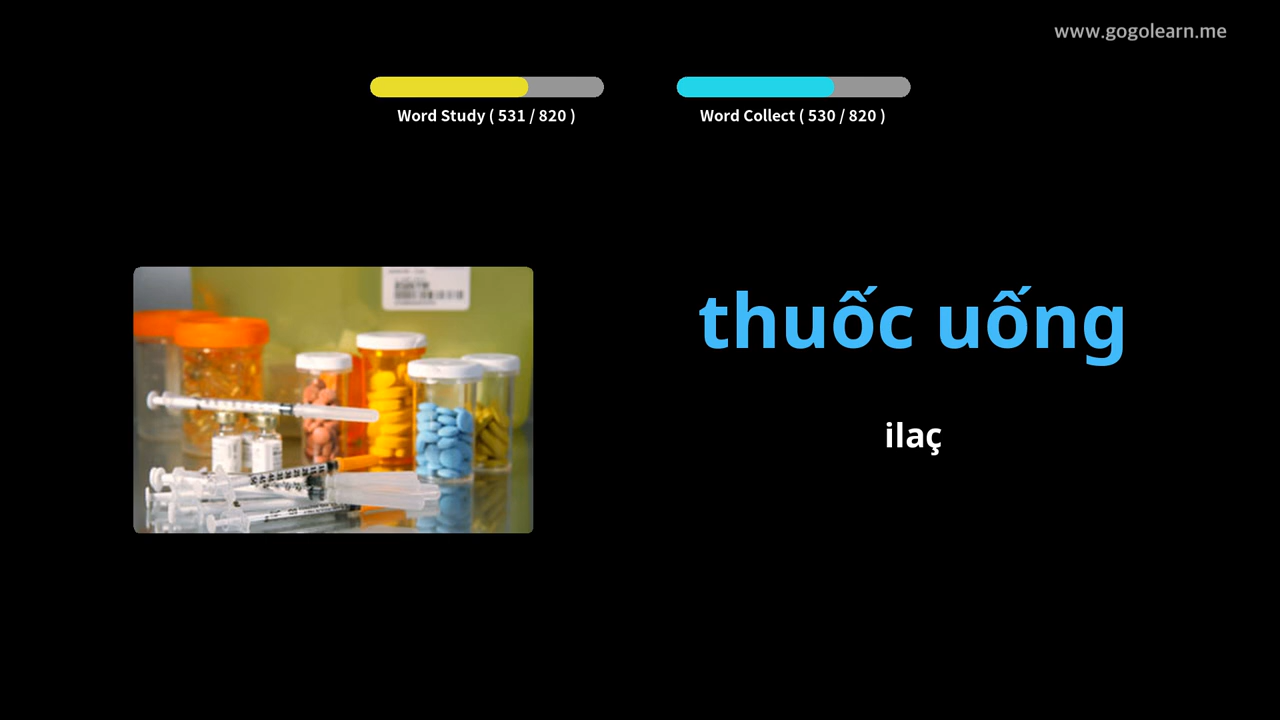 www.gogolearn.me
Word Study ( 531 / 820 )
Word Collect ( 530 / 820 )
thuốc uống
ilaç